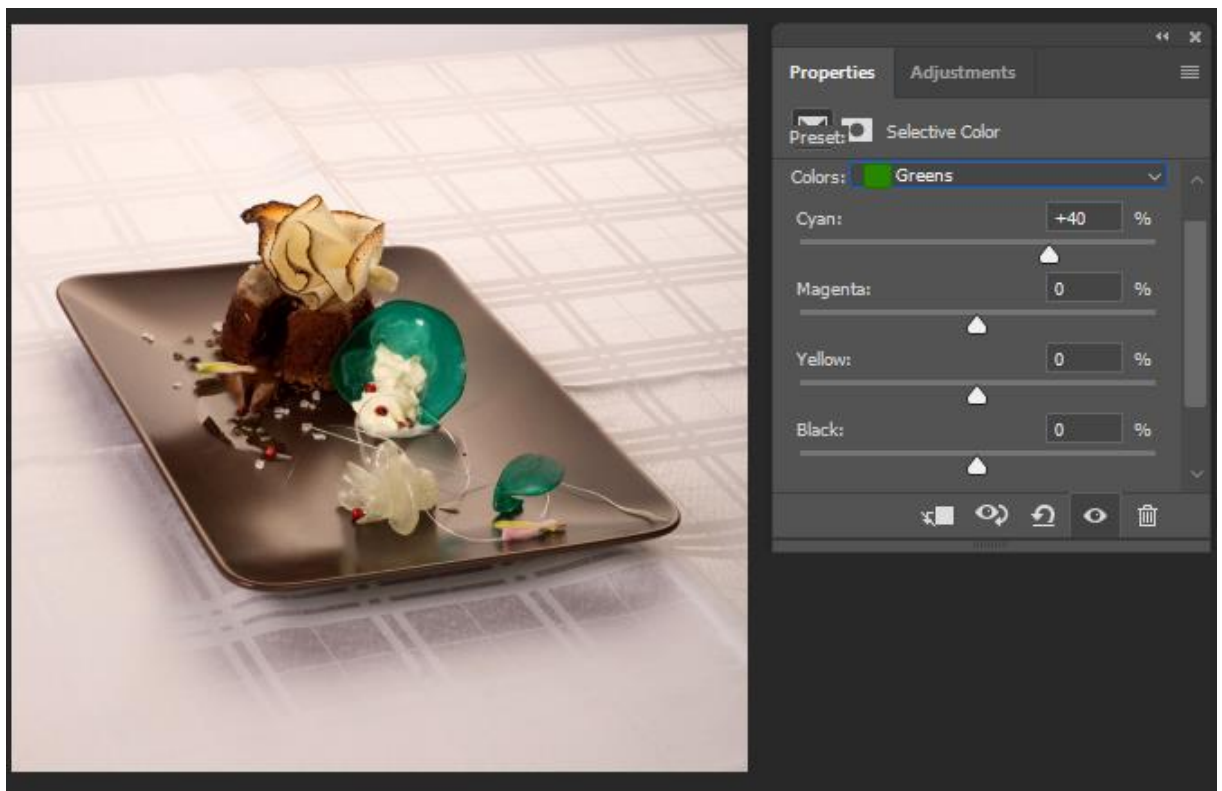 Properties Adjustments
Selective Color
Preset:
Colors: Greens
Cyan: +40 %
Magenta: 0 %
Yellow: 0 %
Black: 0 %